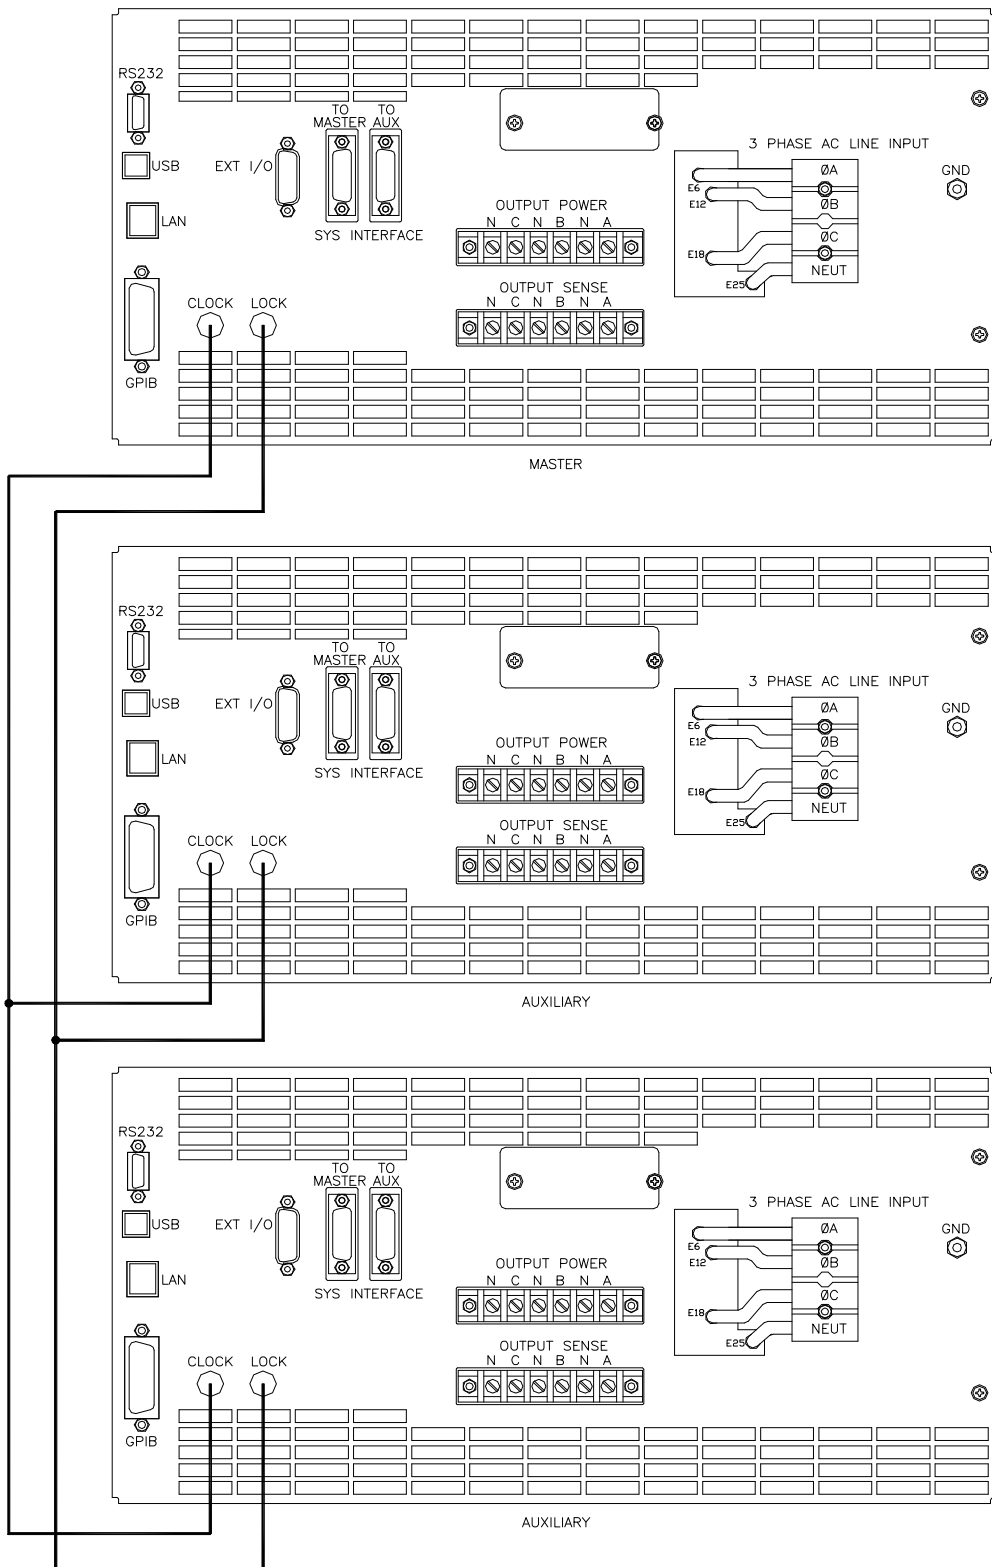 RS232
TO MASTER
TO AUX
3 PHASE AC LINE INPUT
USB
EXT I/O
ØA
GND
E6
E12
ØB
LAN
OUTPUT POWER
N C N B N A
SYS INTERFACE
ØC
E18
NEUT
E25
OUTPUT SENSE
N C N B N A
CLOCK
LOCK
GPIB
MASTER
RS232
TO MASTER
TO AUX
3 PHASE AC LINE INPUT
USB
EXT I/O
ØA
GND
E6
E12
ØB
LAN
OUTPUT POWER
N C N B N A
SYS INTERFACE
ØC
E18
NEUT
E25
OUTPUT SENSE
N C N B N A
CLOCK
LOCK
GPIB
AUXILIARY
RS232
TO MASTER
TO AUX
3 PHASE AC LINE INPUT
USB
EXT I/O
ØA
GND
E6
E12
ØB
LAN
OUTPUT POWER
N C N B N A
SYS INTERFACE
ØC
E18
NEUT
E25
OUTPUT SENSE
N C N B N A
CLOCK
LOCK
GPIB
AUXILIARY